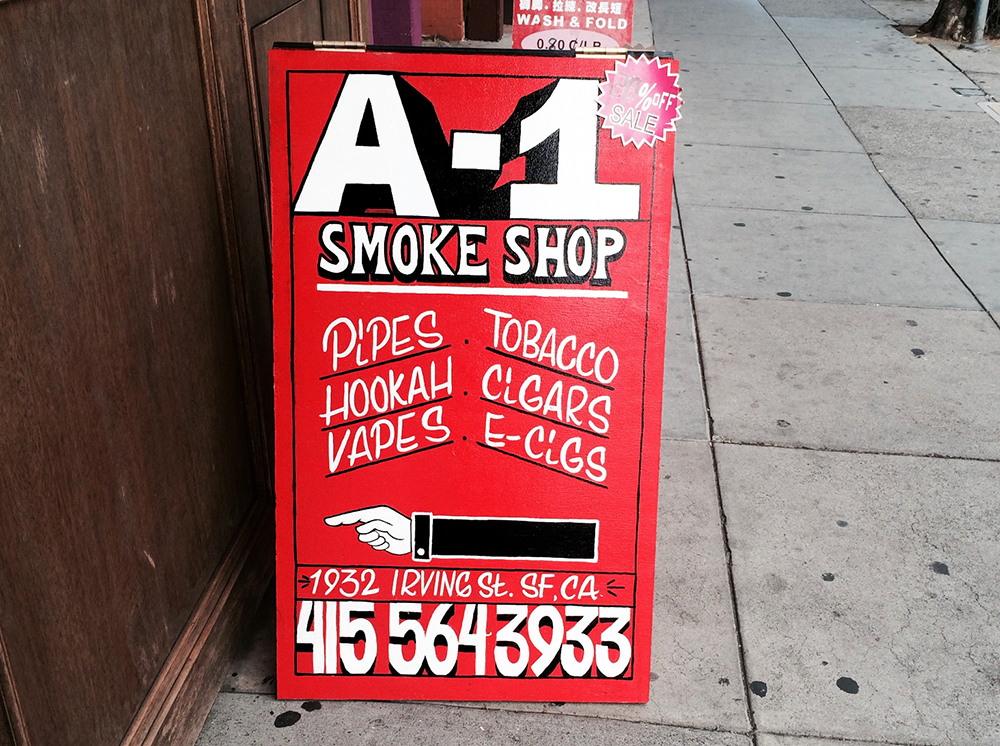 WASH & FOLD
A-1
%OFF
SALE
SMOKE SHOP
PiPES . TOBACCO
HOOKAH . CiGARS
VAPES . E-CiGS
1932 IRVING St. SF, CA.
415 564 3933